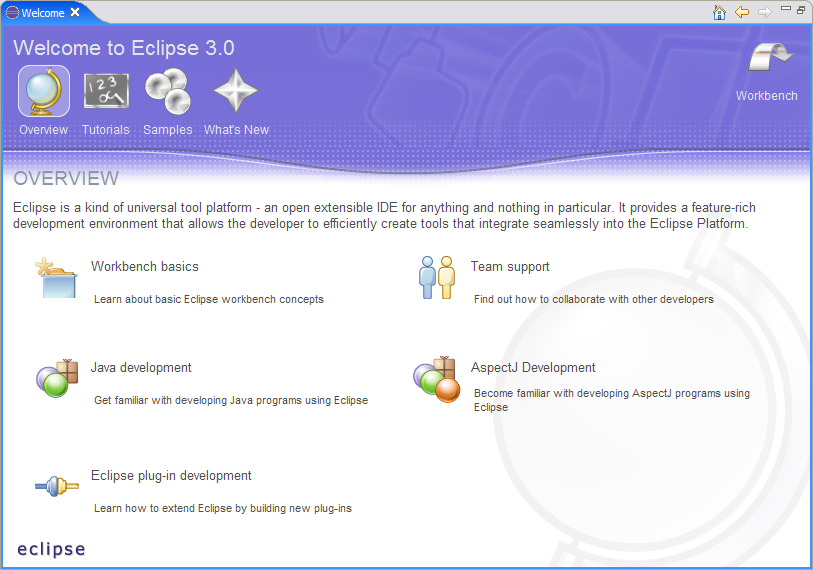 Welcome
Welcome to Eclipse 3.0
Workbench
Overview Tutorials Samples What's New
OVERVIEW
Eclipse is a kind of universal tool platform - an open extensible IDE for anything and nothing in particular. It provides a feature-rich
development environment that allows the developer to efficiently create tools that integrate seamlessly into the Eclipse Platform.
Workbench basics
Learn about basic Eclipse workbench concepts
Team support
Find out how to collaborate with other developers
Java development
Get familiar with developing Java programs using Eclipse
AspectJ Development
Become familiar with developing AspectJ programs using
Eclipse
Eclipse plug-in development
Learn how to extend Eclipse by building new plug-ins
eclipse